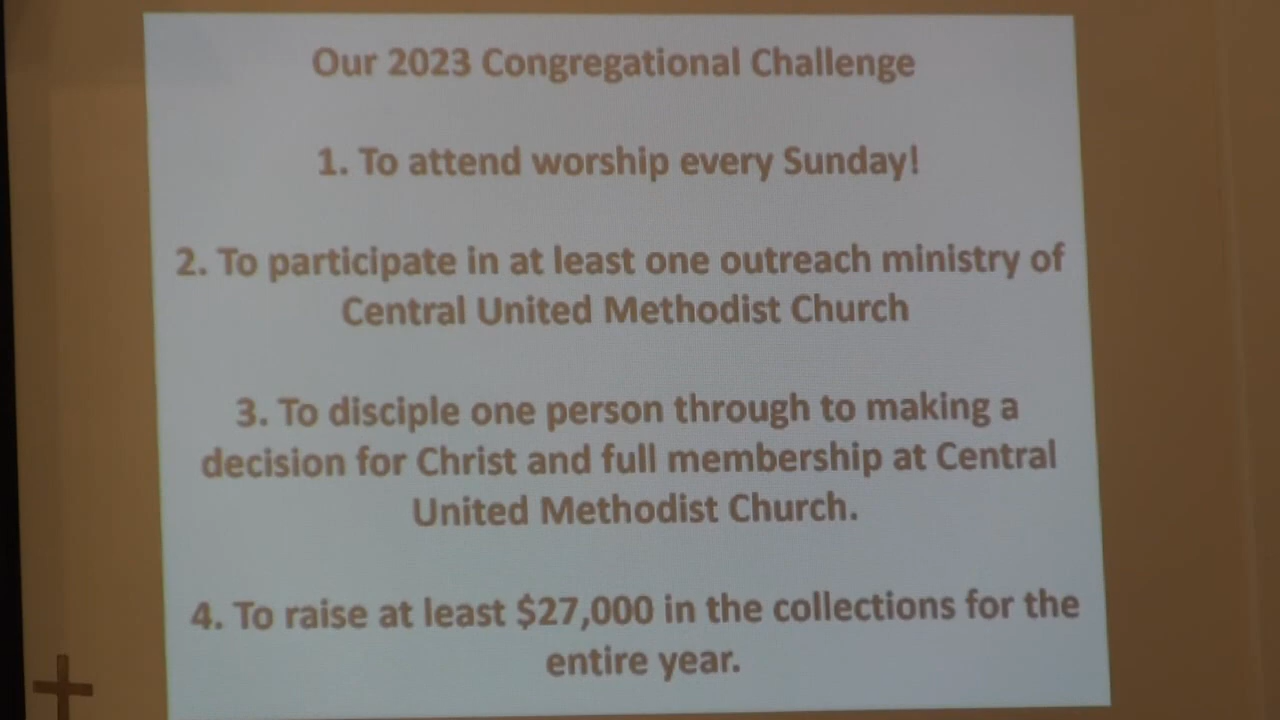 Our 2023 Congregational Challenge
1. To attend worship every Sunday!
2. To participate in at least one outreach ministry of
Central United Methodist Church
3. To disciple one person through to making a
decision for Christ and full membership at Central
United Methodist Church.
4. To raise at least $27,000 in the collections for the
entire year.